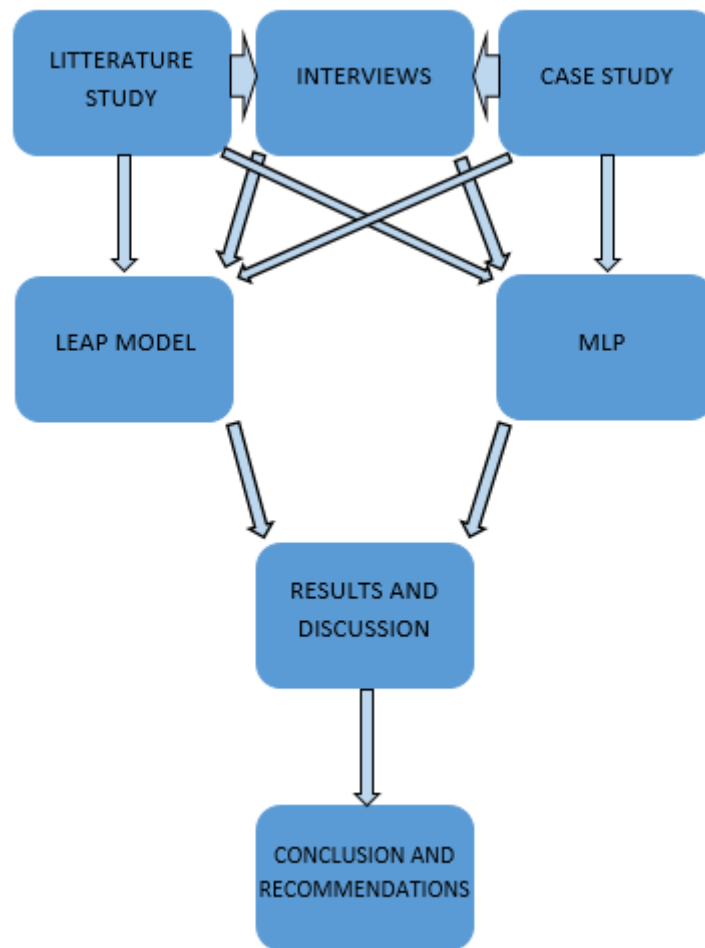 LITTERATURE
STUDY
INTERVIEWS
CASE STUDY
LEAP MODEL
MLP
RESULTS AND
DISCUSSION
CONCLUSION AND
RECOMMENDATIONS